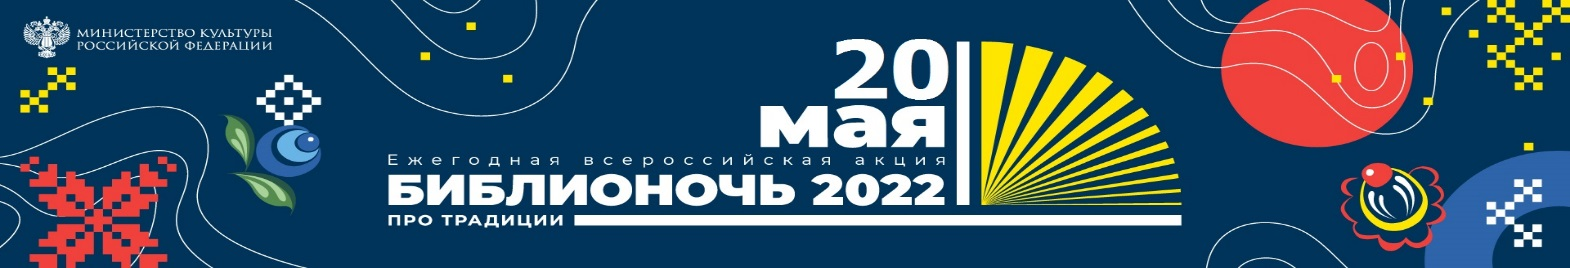 МИНИСТЕРСТВО КУЛЬТУРЫ
РОССИЙСКОЙ ФЕДЕРАЦИИ
20
мая
Ежегодная всероссийская акция
БИБЛИОНОЧЬ 2022
ПРО ТРАДИЦИИ